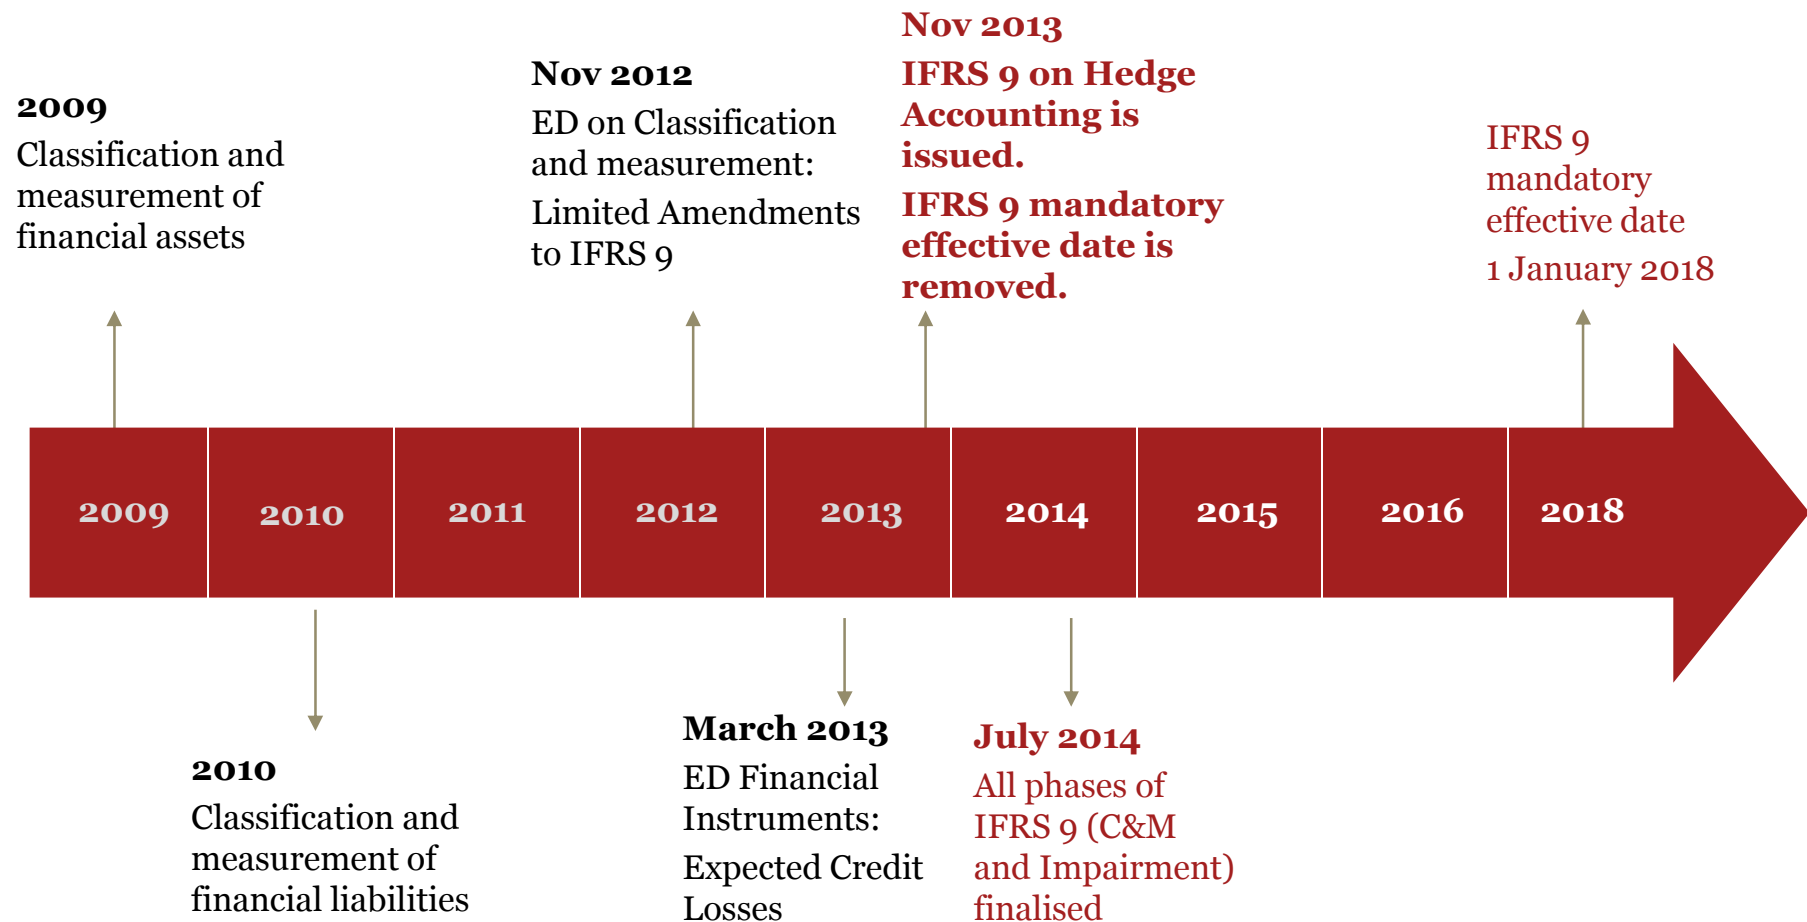 2009
Classification and
measurement of
financial assets
Nov 2012
ED on Classification
and measurement:
Limited Amendments
to IFRS 9
Nov 2013
IFRS 9 on Hedge
Accounting is
issued.
IFRS 9 mandatory
effective date is
removed.
IFRS 9
mandatory
effective date
1 January 2018
2009
2010
2011
2012
2013
2014
2015
2016
2018
2010
Classification and
measurement of
financial liabilities
March 2013
ED Financial
Instruments:
Expected Credit
Losses
July 2014
All phases of
IFRS 9 (C&M
and Impairment)
finalised